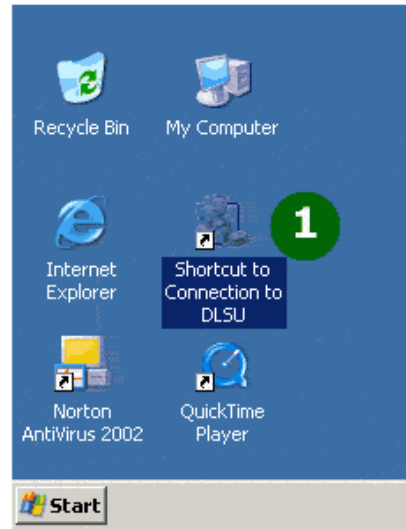 Recycle Bin
My Computer
1
Internet
Explorer
Shortcut to
Connection to
DLSU
Norton
AntiVirus 2002
QuickTime
Player
Start